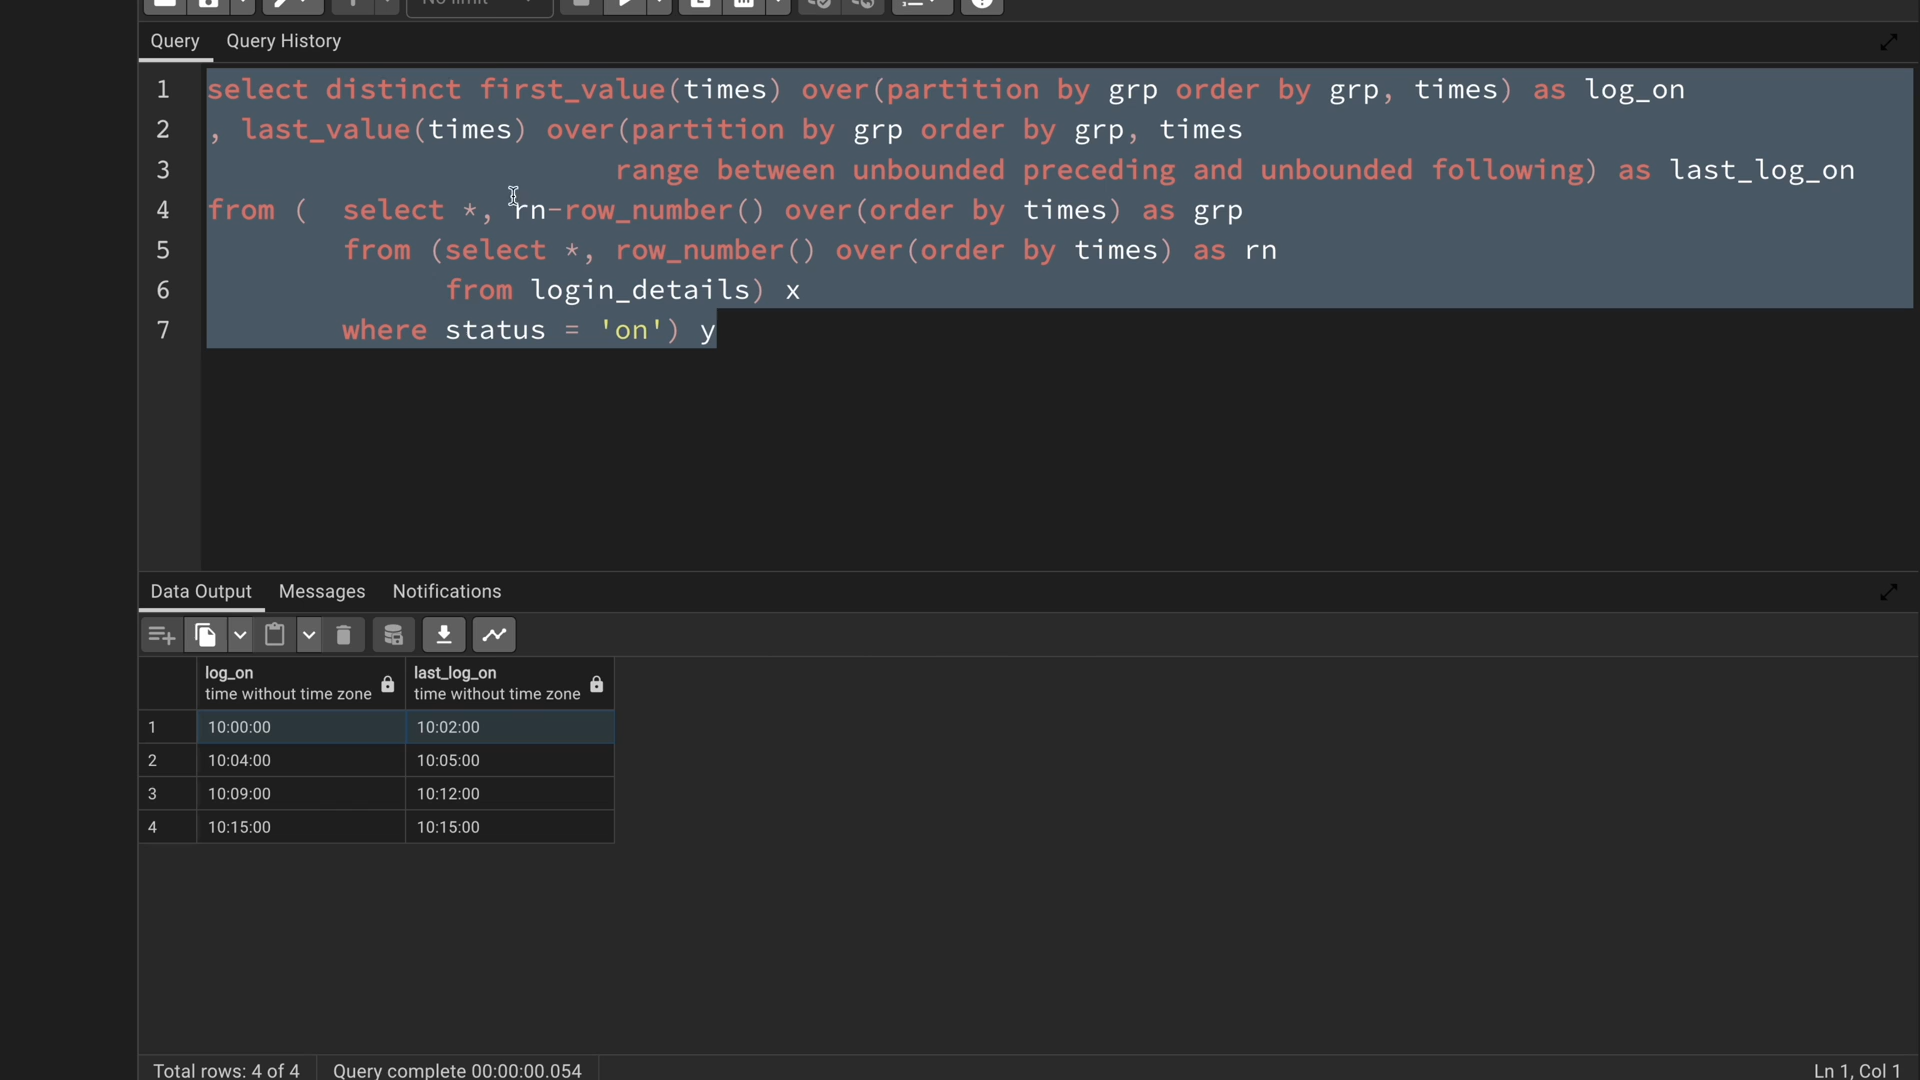 No limit
Query Query History
1 select distinct first_value(times) over(partition by grp order by grp, times) as log_on
2 , last_value(times) over(partition by grp order by grp, times
3 range between unbounded preceding and unbounded following) as last_log_on
4 from ( select *, rn-row_number() over(order by times) as grp
5 from (select *, row_number() over(order by times) as rn
6 from login_details) x
7 where status = 'on') y
Data Output Messages Notifications
log_on last_log_on
time without time zone time without time zone
1 10:00:00 10:02:00
2 10:04:00 10:05:00
3 10:09:00 10:12:00
4 10:15:00 10:15:00
Total rows: 4 of 4 Query complete 00:00:00.054 Ln 1, Col 1